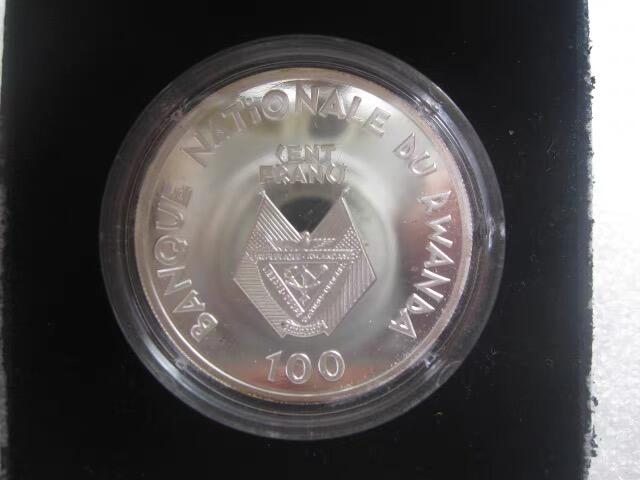 BANQUE NATIONALE DU RWANDA
CENT
FRANCS
100